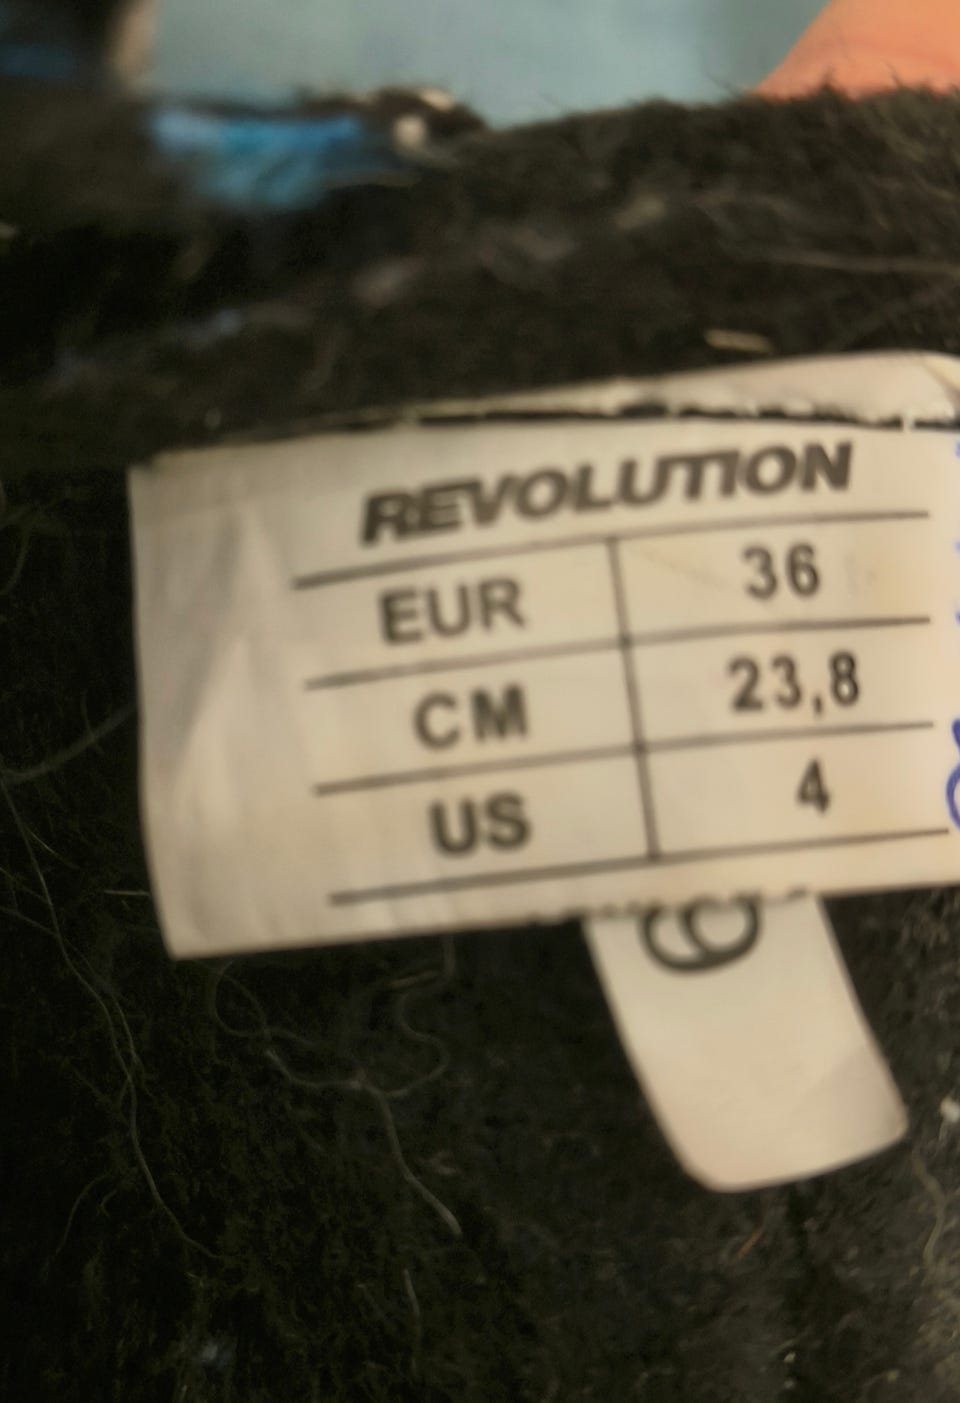 REVOLUTION
EUR 36
CM 23,8
US 4